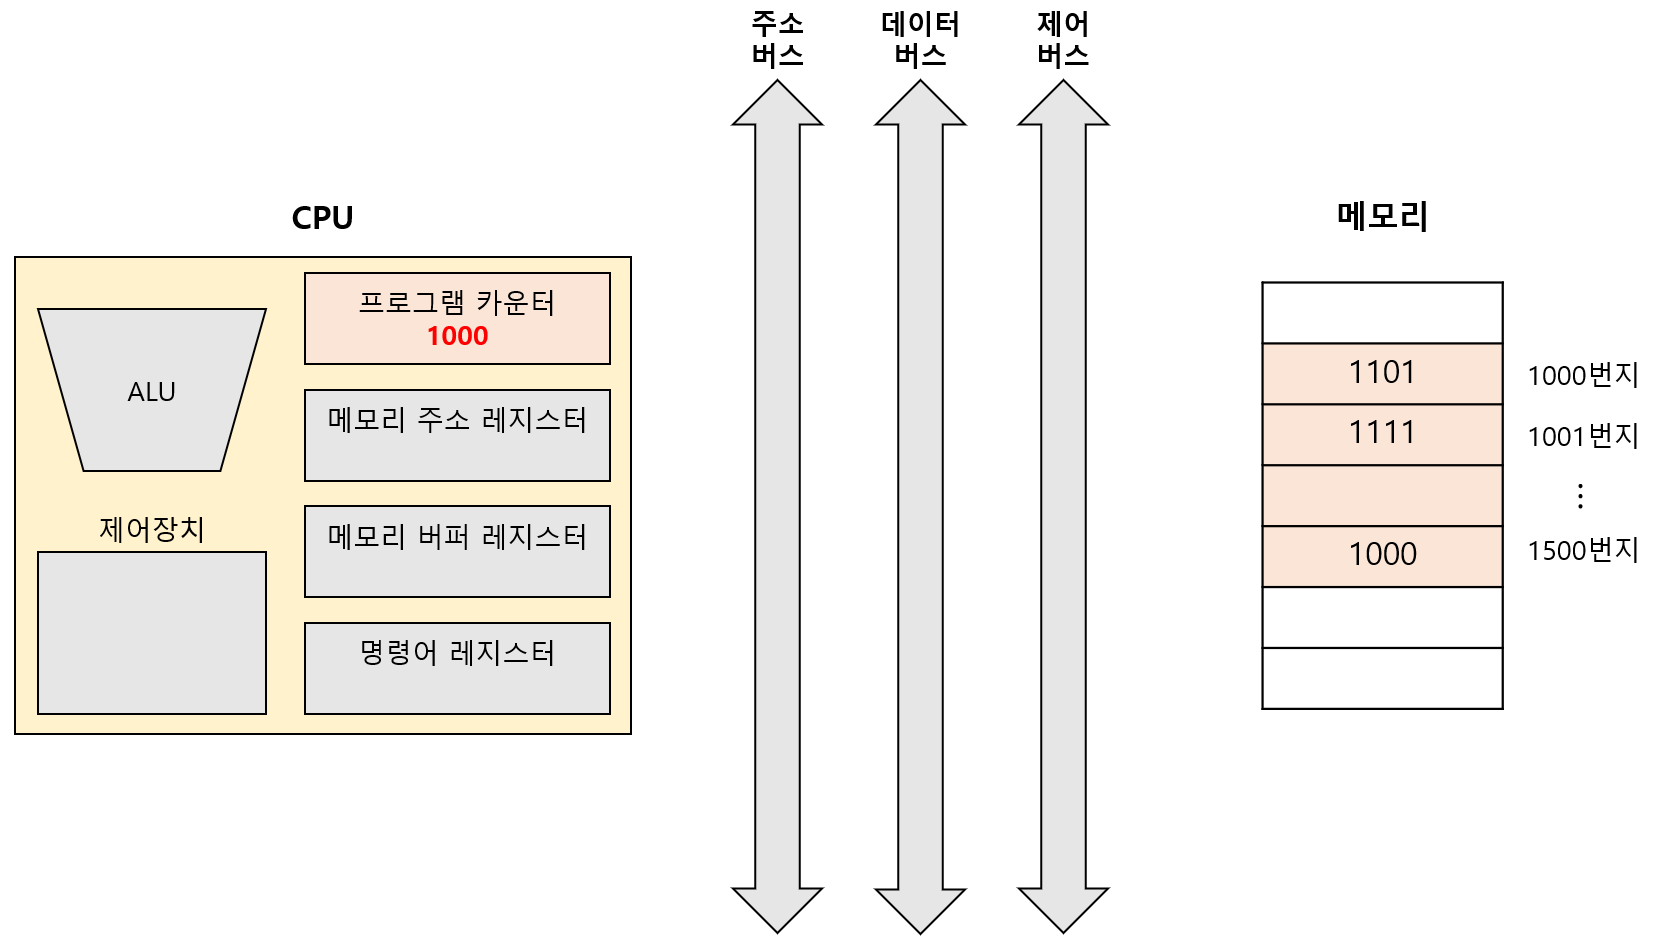 주소
버스
데이터
버스
제어
버스
CPU
메모리
프로그램 카운터
1000
ALU
메모리 주소 레지스터
제어장치
메모리 버퍼 레지스터
명령어 레지스터
1101
1000번지
1111
1001번지
⋮
1000
1500번지